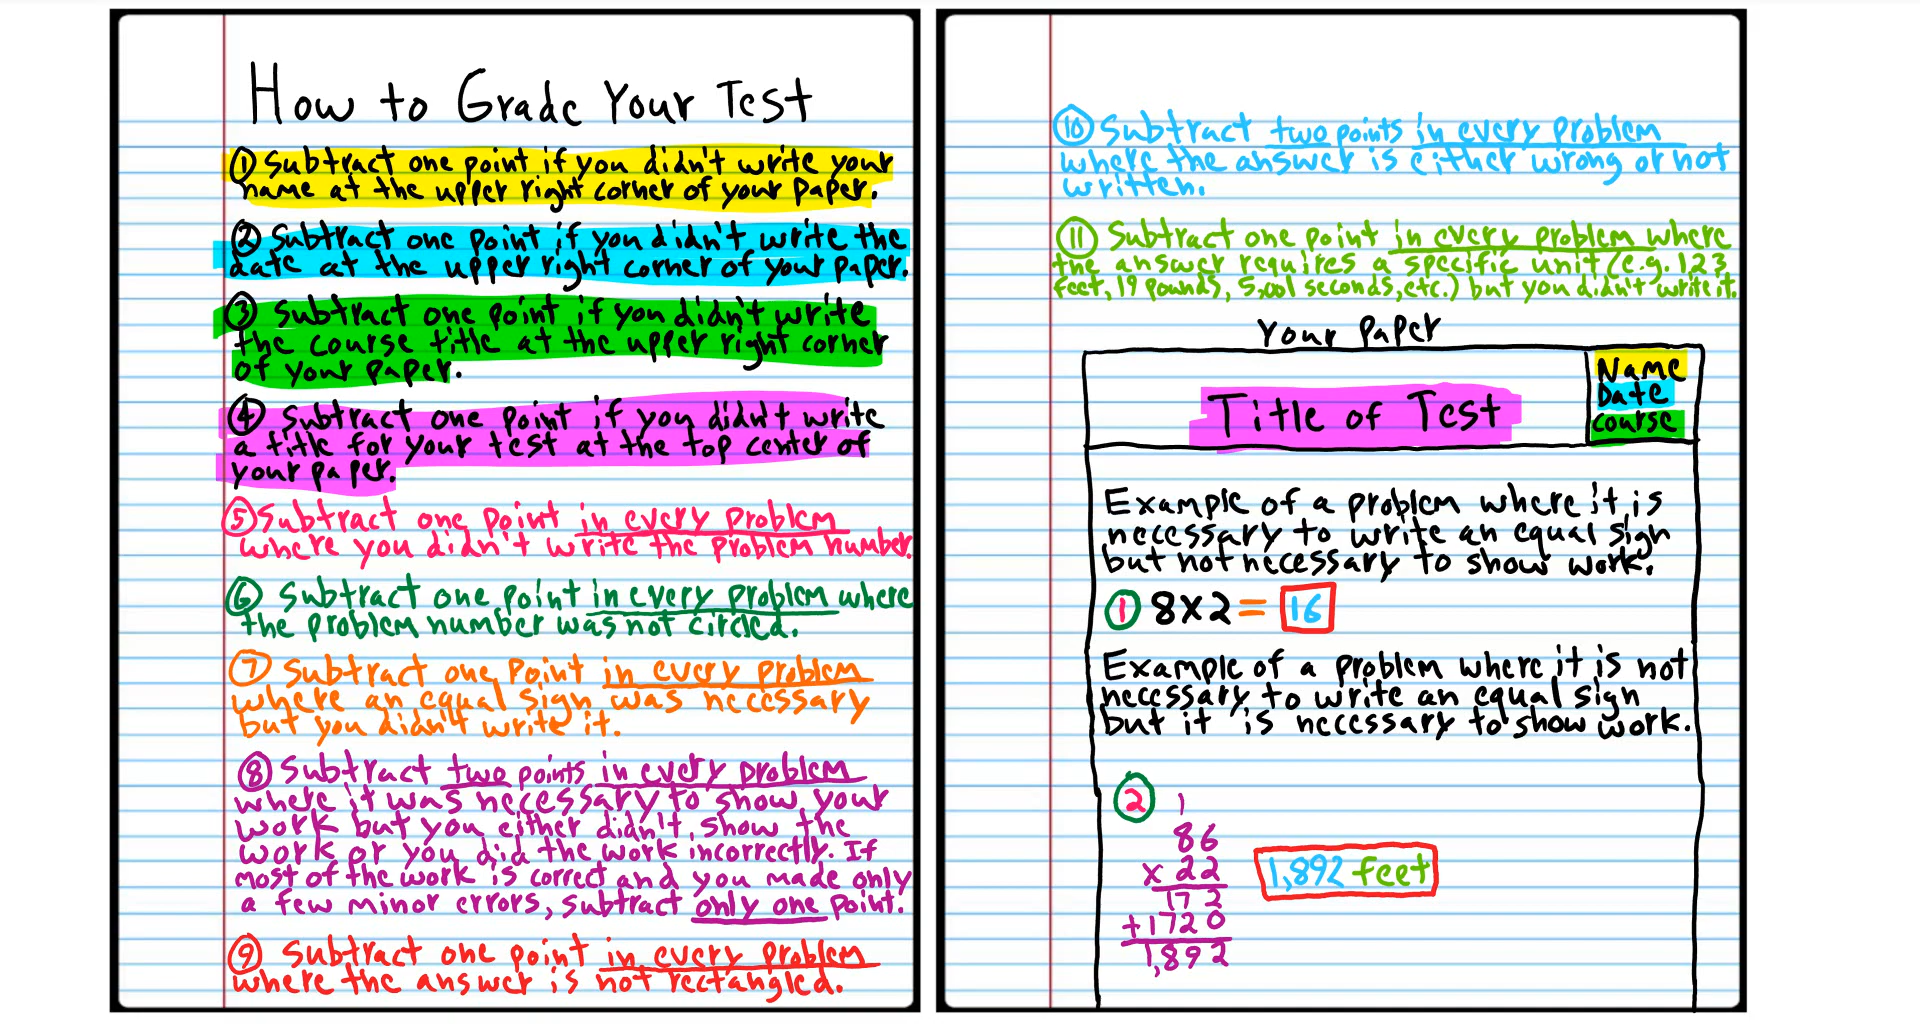 How to Grade Your Test
① Subtract one point if you didn't write your
name at the upper right corner of your paper.
② Subtract one point if you didn't write the
date at the upper right corner of your paper.
③ Subtract one point if you didn't write
the course title at the upper right corner
of your paper.
④ Subtract one point if you didn't write
a title for your test at the top center of
your paper.
⑤ Subtract one point in every problem
where you didn't write the problem number.
⑥ Subtract one point in every problem where
the problem number was not circled.
⑦ Subtract one point in every problem
where an equal sign was necessary
but you didn't write it.
⑧ Subtract two points in every problem
where it was necessary to show your
work but you either didn't show the
work or you did the work incorrectly. If
most of the work is correct and you made only
a few minor errors, subtract only one point.
⑨ Subtract one point in every problem
where the answer is not rectangled.
⑩ Subtract two points in every problem
where the answer is either wrong or not
written.
⑪ Subtract one point in every problem where
the answer requires a specific unit (e.g. 123
feet, 19 pounds, 5,001 seconds, etc.) but you didn't write it.
Your Paper
Name
Date
Course
Title of Test
Example of a problem where it is
necessary to write an equal sign
but not necessary to show work.
① 8x2 = 16
Example of a problem where it is not
necessary to write an equal sign
but it is necessary to show work.
② 1
86
x 22
172
+1720
1,892
1,892 feet